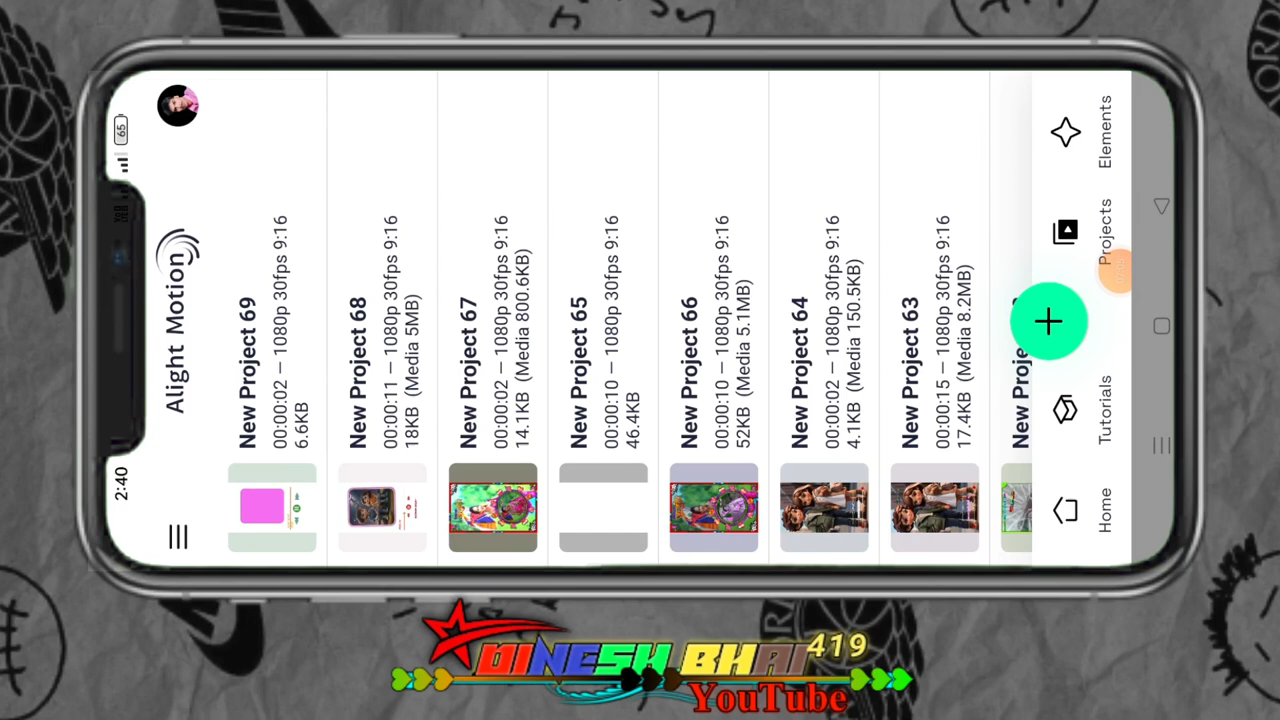 2:40
65
Alight Motion
New Project 69
00:00:02 — 1080p 30fps 9:16
6.6KB
New Project 68
00:00:11 — 1080p 30fps 9:16
18KB (Media 5MB)
New Project 67
00:00:02 — 1080p 30fps 9:16
14.1KB (Media 800.6KB)
New Project 65
00:00:10 — 1080p 30fps 9:16
46.4KB
New Project 66
00:00:10 — 1080p 30fps 9:16
52KB (Media 5.1MB)
New Project 64
00:00:02 — 1080p 30fps 9:16
4.1KB (Media 150.5KB)
New Project 63
00:00:15 — 1080p 30fps 9:16
17.4KB (Media 8.2MB)
New
Home
Tutorials
Projects
Elements
DINESH BHAI 419
YouTube